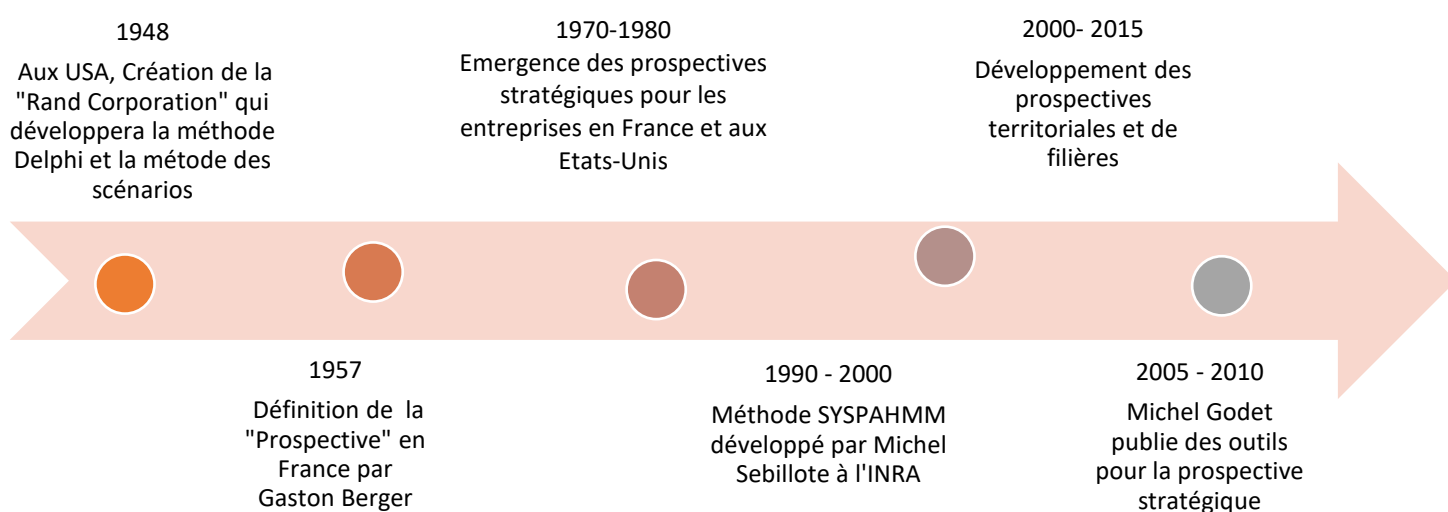 1948
Aux USA, Création de la
"Rand Corporation" qui
développera la méthode
Delphi et la métode des
scénarios
1957
Définition de la
"Prospective" en
France par
Gaston Berger
1970-1980
Emergence des prospectives
stratégiques pour les
entreprises en France et aux
Etats-Unis
1990 - 2000
Méthode SYSPAHMM
développé par Michel
Sebillote à l'INRA
2000- 2015
Développement des
prospectives
territoriales et de
filières
2005 - 2010
Michel Godet
publie des outils
pour la prospective
stratégique